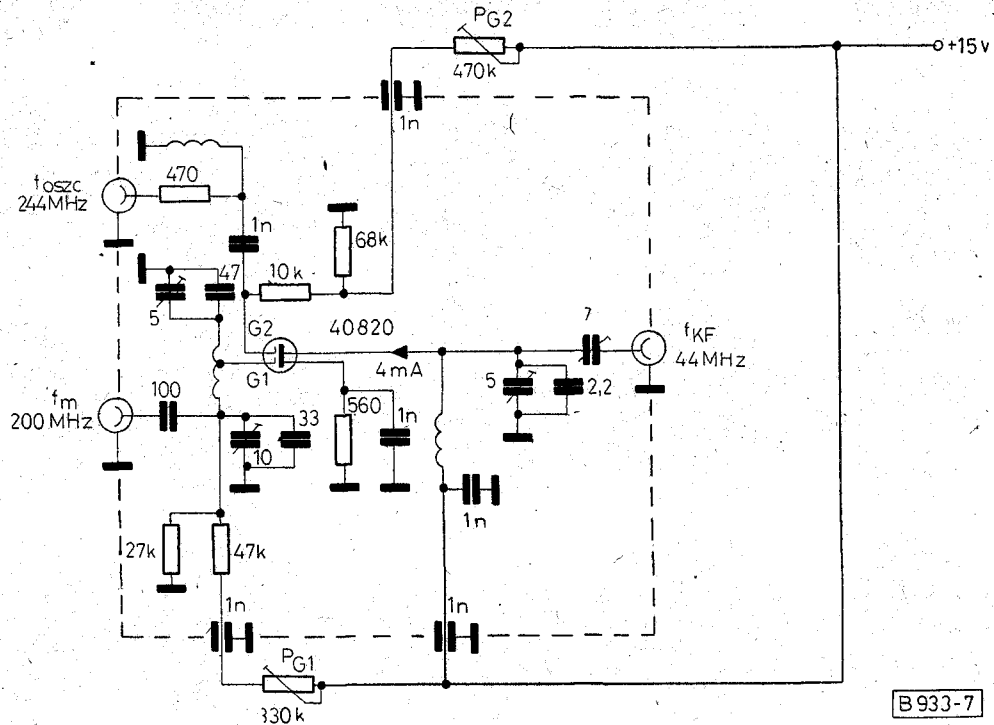 PG2
470k
+15v
1n
foszc
244MHz
470
1n
68k
10k
47
5
G2
40820
7
fKF
44MHz
G1
4mA
5
2,2
fm
200MHz
100
560
1n
33
10
1n
27k
47k
1n
1n
PG1
330k
B933-7